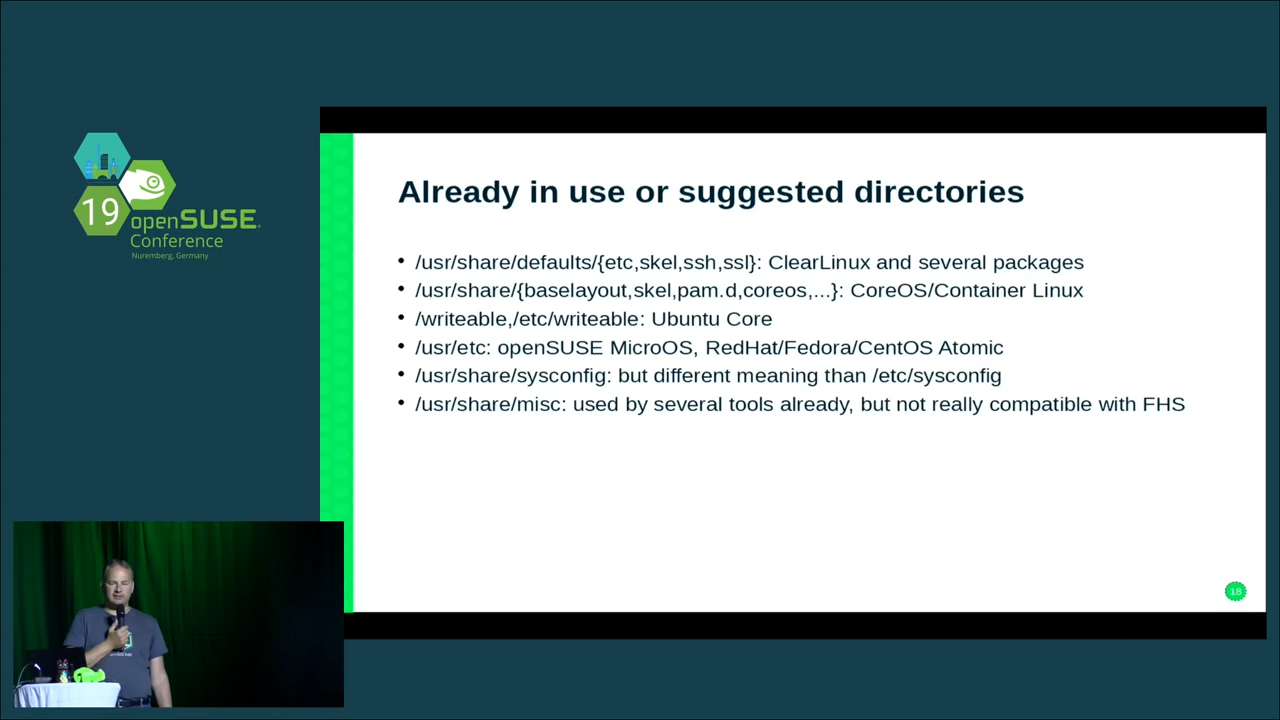 19
openSUSE
Conference
Nuremberg, Germany
Already in use or suggested directories
• /usr/share/defaults/{etc,skel,ssh,ssl}: ClearLinux and several packages
• /usr/share/{baselayout,skel,pam.d,coreos,...}: CoreOS/Container Linux
• /writeable,/etc/writeable: Ubuntu Core
• /usr/etc: openSUSE MicroOS, RedHat/Fedora/CentOS Atomic
• /usr/share/sysconfig: but different meaning than /etc/sysconfig
• /usr/share/misc: used by several tools already, but not really compatible with FHS
18